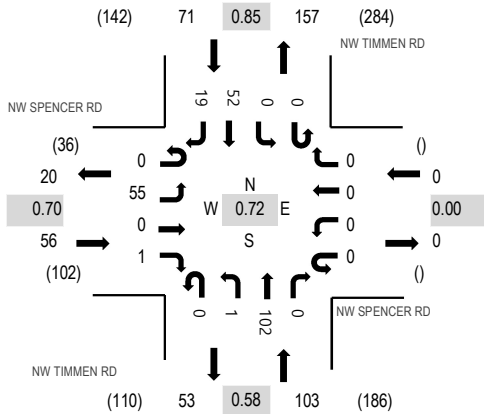 (142) 71 0.85 157 (284)
NW TIMMEN RD
NW SPENCER RD
19 52 0 0
(36)
0 0 ()
20 0
55 0
N
0.70 W 0.72 E 0.00
0 0
56 0
S
1 0
(102) ()
0 1 102 0
NW SPENCER RD
NW TIMMEN RD
(110) 53 0.58 103 (186)